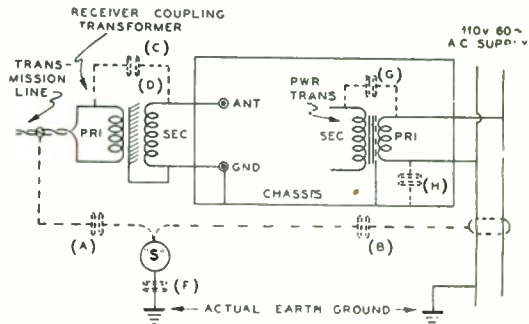 RECEIVER COUPLING
TRANSFORMER
(C)
110V 60~
A.C. SUPPLY
TRANS-
MISSION
LINE
(D)
PRI
SEC
ANT
GND
PWR
TRANS
(G)
SEC
PRI
(H)
CHASSIS
(A)
(B)
"S"
(F)
ACTUAL EARTH GROUND